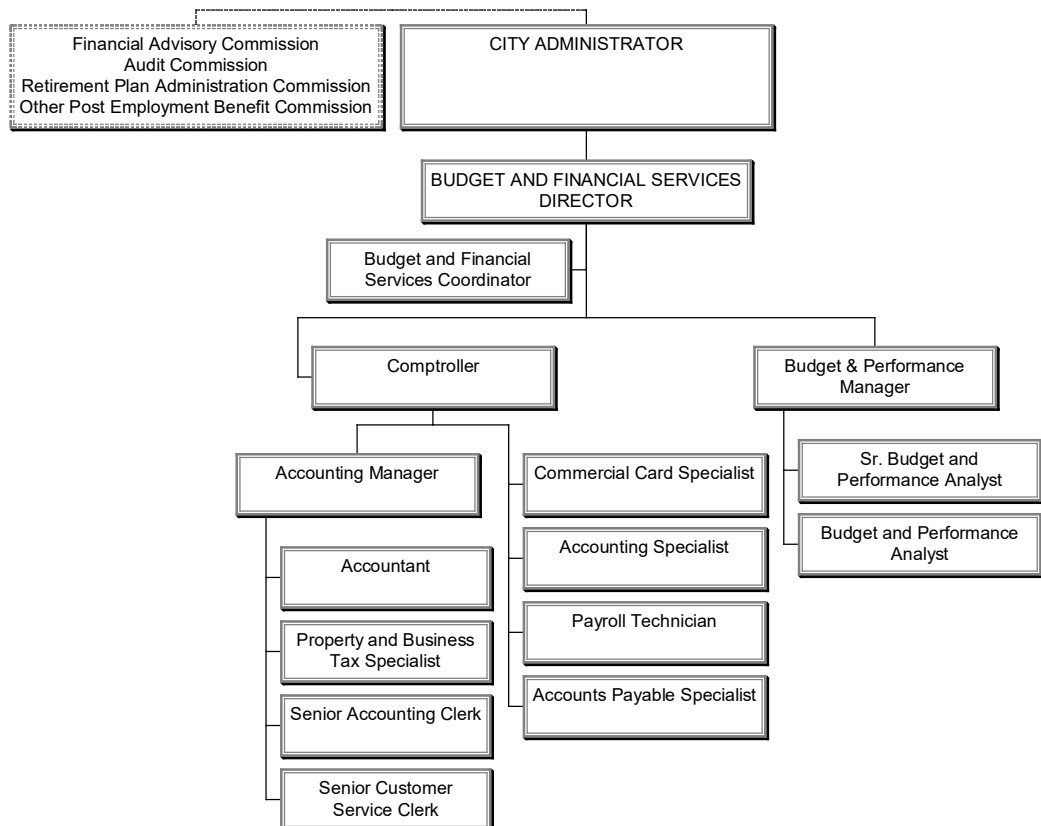 Financial Advisory Commission
Audit Commission
Retirement Plan Administration Commission
Other Post Employment Benefit Commission
CITY ADMINISTRATOR
BUDGET AND FINANCIAL SERVICES
DIRECTOR
Budget and Financial
Services Coordinator
Comptroller
Budget & Performance
Manager
Accounting Manager
Accountant
Property and Business
Tax Specialist
Senior Accounting Clerk
Senior Customer
Service Clerk
Commercial Card Specialist
Accounting Specialist
Payroll Technician
Accounts Payable Specialist
Sr. Budget and
Performance Analyst
Budget and Performance
Analyst